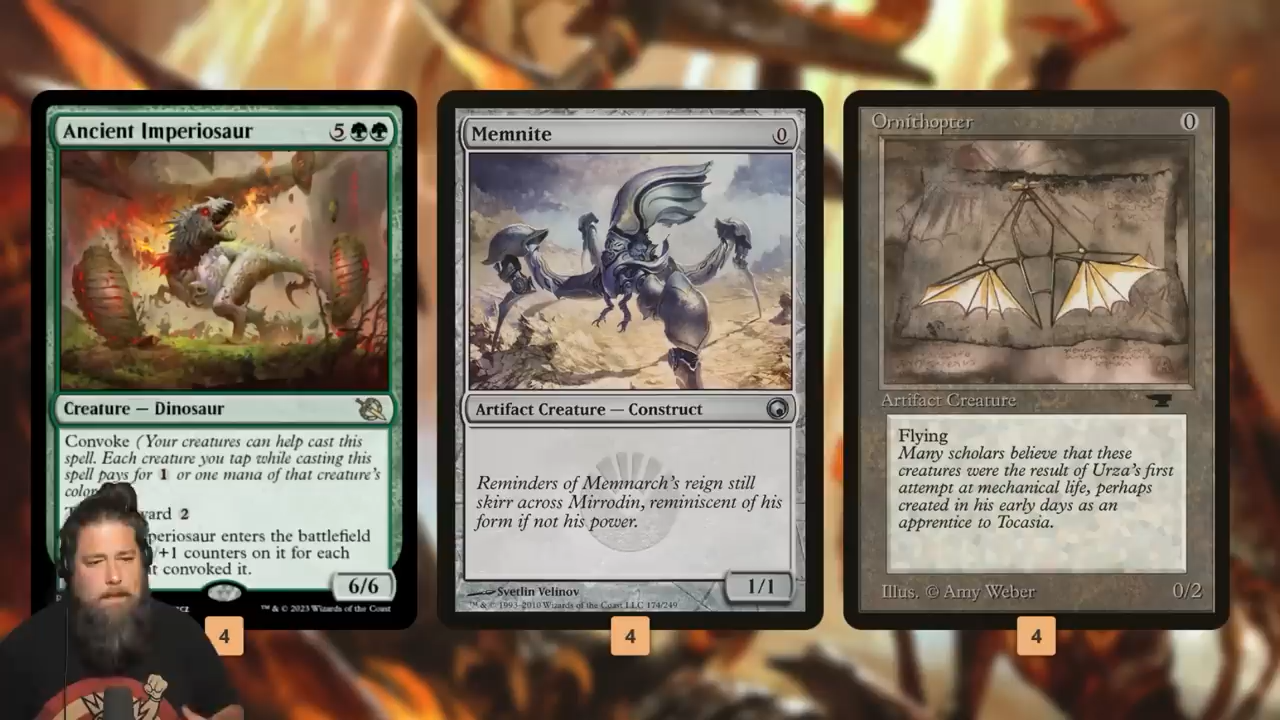 Ancient Imperiosaur 5
Creature — Dinosaur
Convoke (Your creatures can help cast this
spell. Each creature you tap while casting this
spell pays for 1 or one mana of that creature's
color
ward 2
periosaur enters the battlefield
/+1 counters on it for each
t convoked it.
6/6
™ & © 2023 Wizards of the Coast
4
Memnite 0
Artifact Creature — Construct
Reminders of Memnarch's reign still
skirr across Mirrodin, reminiscent of his
form if not his power.
1/1
Svetlin Velinov
™ & © 1993-2010 Wizards of the Coast LLC 174/249
4
Ornithopter 0
Artifact Creature
Flying
Many scholars believe that these
creatures were the result of Urza's first
attempt at mechanical life, perhaps
created in his early days as an
apprentice to Tocasia.
Illus. © Amy Weber 0/2
4